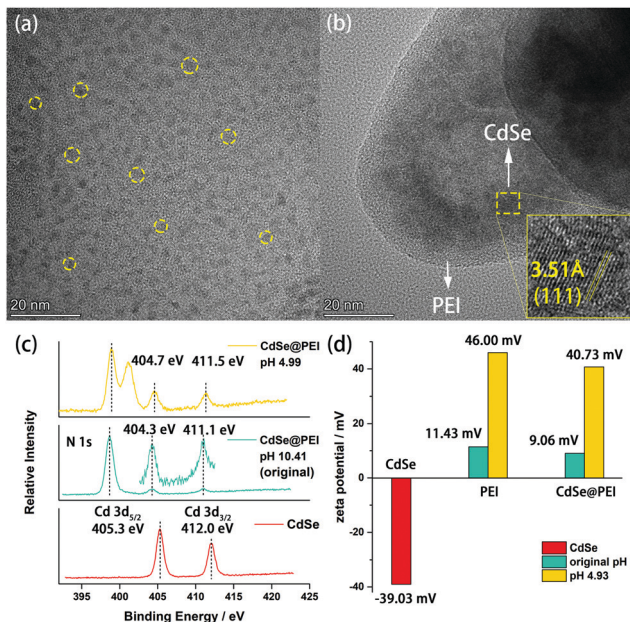 (a)
20 nm
(b)
CdSe
PEI
3.51Å
(111)
20 nm
(c)
CdSe@PEI
pH 4.99
404.7 eV
411.5 eV
N 1s
404.3 eV
411.1 eV
CdSe@PEI
pH 10.41
(original)
Cd 3d5/2
405.3 eV
Cd 3d3/2
412.0 eV
CdSe
Relative Intensity
395 400 405 410 415 420 425
Binding Energy / eV
(d)
zeta potential / mV
60
40
20
0
-20
-40
CdSe
-39.03 mV
11.43 mV
46.00 mV
PEI
9.06 mV
40.73 mV
CdSe@PEI
CdSe
original pH
pH 4.93